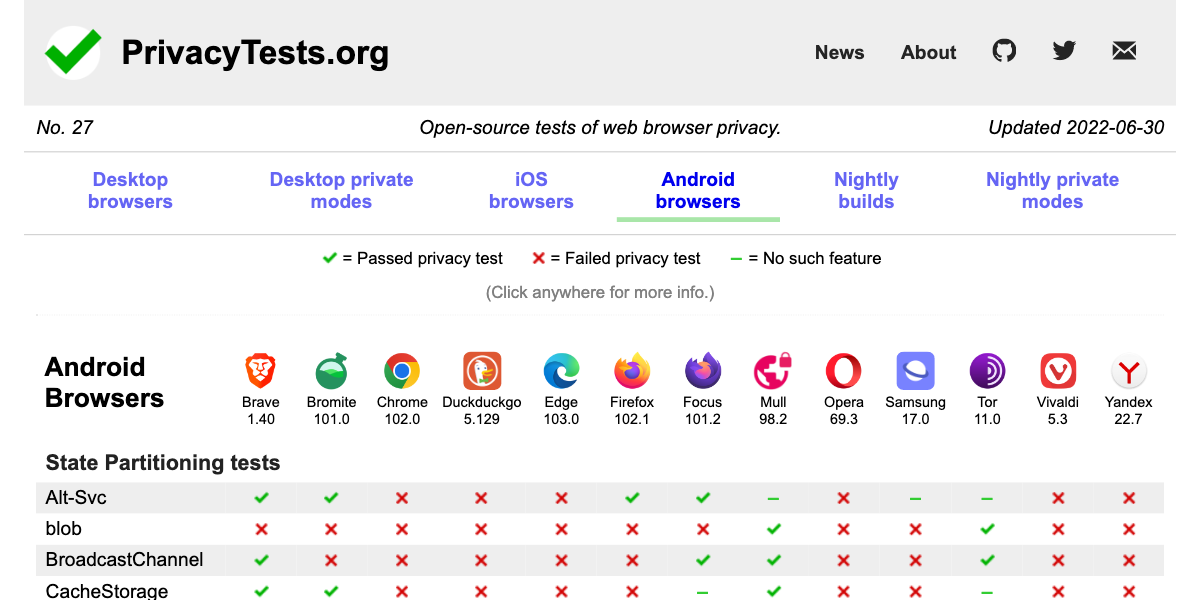 PrivacyTests.org
News About
No. 27 Open-source tests of web browser privacy. Updated 2022-06-30
Desktop browsers Desktop private modes iOS browsers Android browsers Nightly builds Nightly private modes
= Passed privacy test = Failed privacy test = No such feature
(Click anywhere for more info.)
Android
Browsers
Brave Bromite Chrome Duckduckgo Edge Firefox Focus Mull Opera Samsung Tor Vivaldi Yandex
1.40 101.0 102.0 5.129 103.0 102.1 101.2 98.2 69.3 17.0 11.0 5.3 22.7
State Partitioning tests
Alt-Svc
blob
BroadcastChannel
CacheStorage